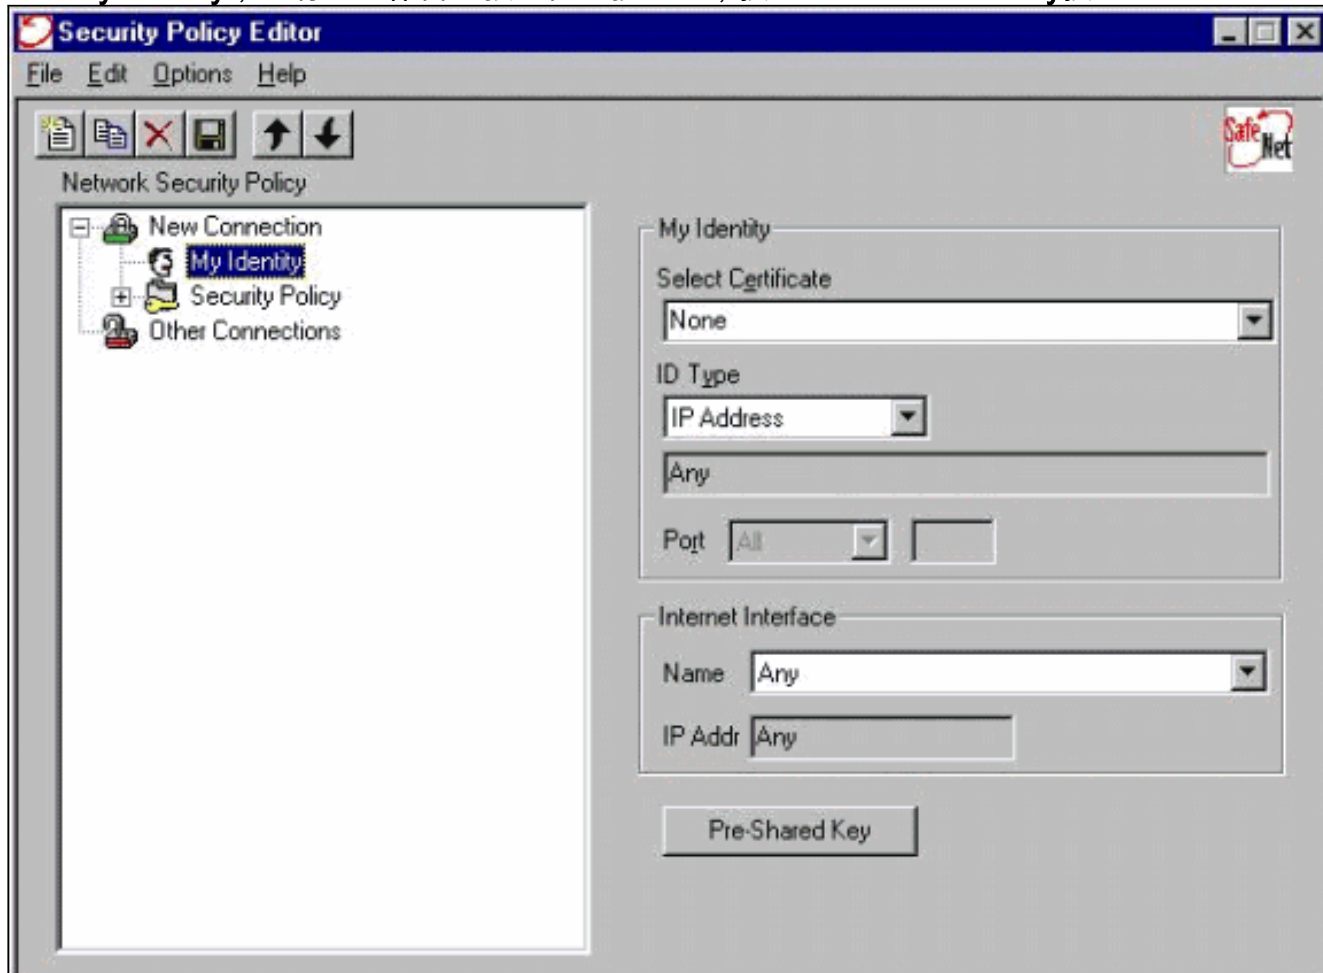 Security Policy Editor
File Edit Options Help
Safe
Net
Network Security Policy
New Connection
My Identity
Security Policy
Other Connections
My Identity
Select Certificate
None
ID Type
IP Address
Any
Port All
Internet Interface
Name Any
IP Addr Any
Pre-Shared Key